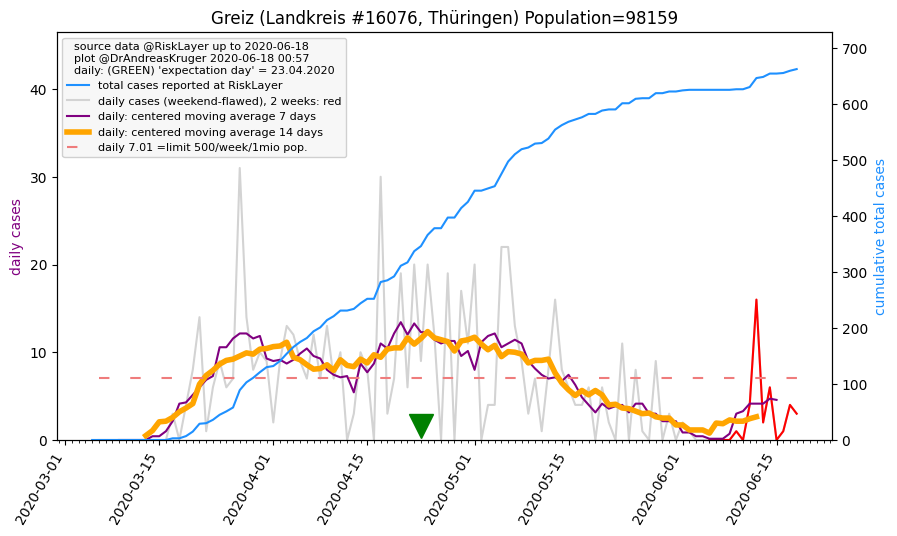 Greiz (Landkreis #16076, Thüringen) Population=98159
source data @RiskLayer up to 2020-06-18
plot @DrAndreasKruger 2020-06-18 00:57
daily: (GREEN) 'expectation day' = 23.04.2020
total cases reported at RiskLayer
daily cases (weekend-flawed), 2 weeks: red
daily: centered moving average 7 days
daily: centered moving average 14 days
daily 7.01 =limit 500/week/1mio pop.
daily cases
40
30
20
10
0
cumulative total cases
700
600
500
400
300
200
100
0
2020-03-01
2020-03-15
2020-04-01
2020-04-15
2020-05-01
2020-05-15
2020-06-01
2020-06-15